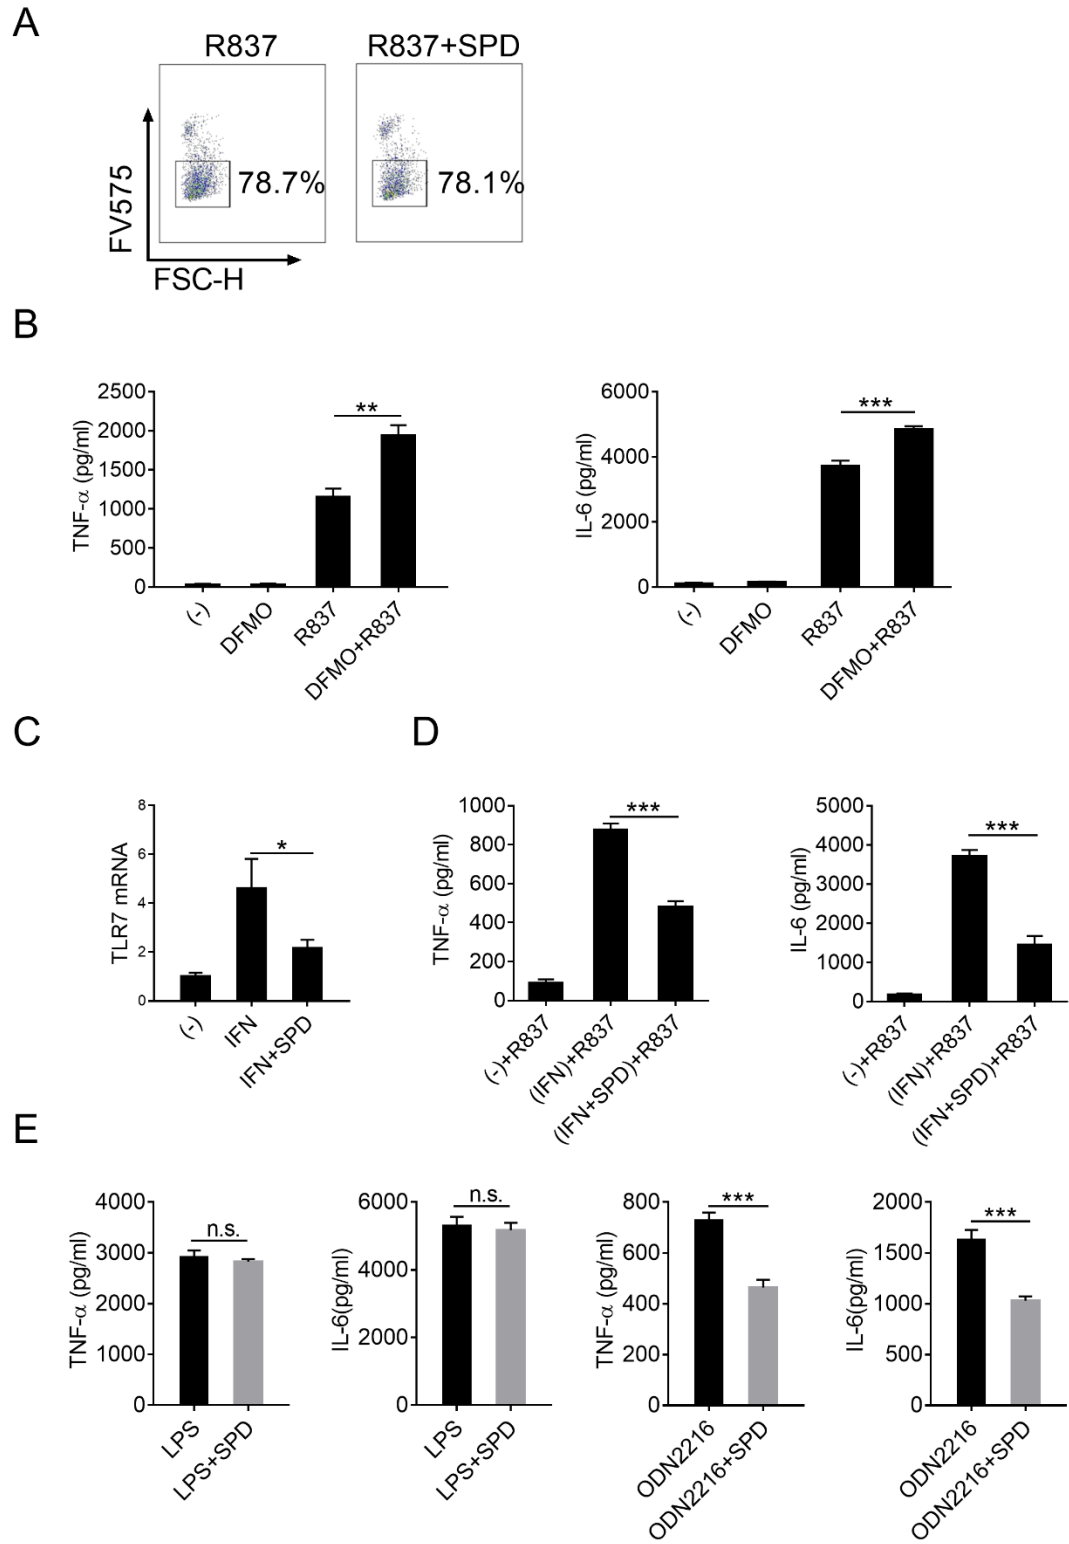 A
R837
R837+SPD
78.7%
78.1%
FV575
FSC-H
B
2500
2000
1500
1000
500
0
TNF-α (pg/ml)
**
(-)
DFMO
R837
DFMO+R837
6000
4000
2000
0
IL-6 (pg/ml)
***
(-)
DFMO
R837
DFMO+R837
C
8
6
4
2
0
TLR7 mRNA
*
(-)
IFN
IFN+SPD
D
1000
800
600
400
200
0
TNF-α (pg/ml)
***
(-)+R837
(IFN)+R837
(IFN+SPD)+R837
5000
4000
3000
2000
1000
0
IL-6 (pg/ml)
***
(-)+R837
(IFN)+R837
(IFN+SPD)+R837
E
4000
3000
2000
1000
0
TNF-α (pg/ml)
n.s.
LPS
LPS+SPD
6000
4000
2000
0
IL-6(pg/ml)
n.s.
LPS
LPS+SPD
800
600
400
200
0
TNF-α (pg/ml)
***
ODN2216
ODN2216+SPD
2000
1500
1000
500
0
IL-6(pg/ml)
***
ODN2216
ODN2216+SPD